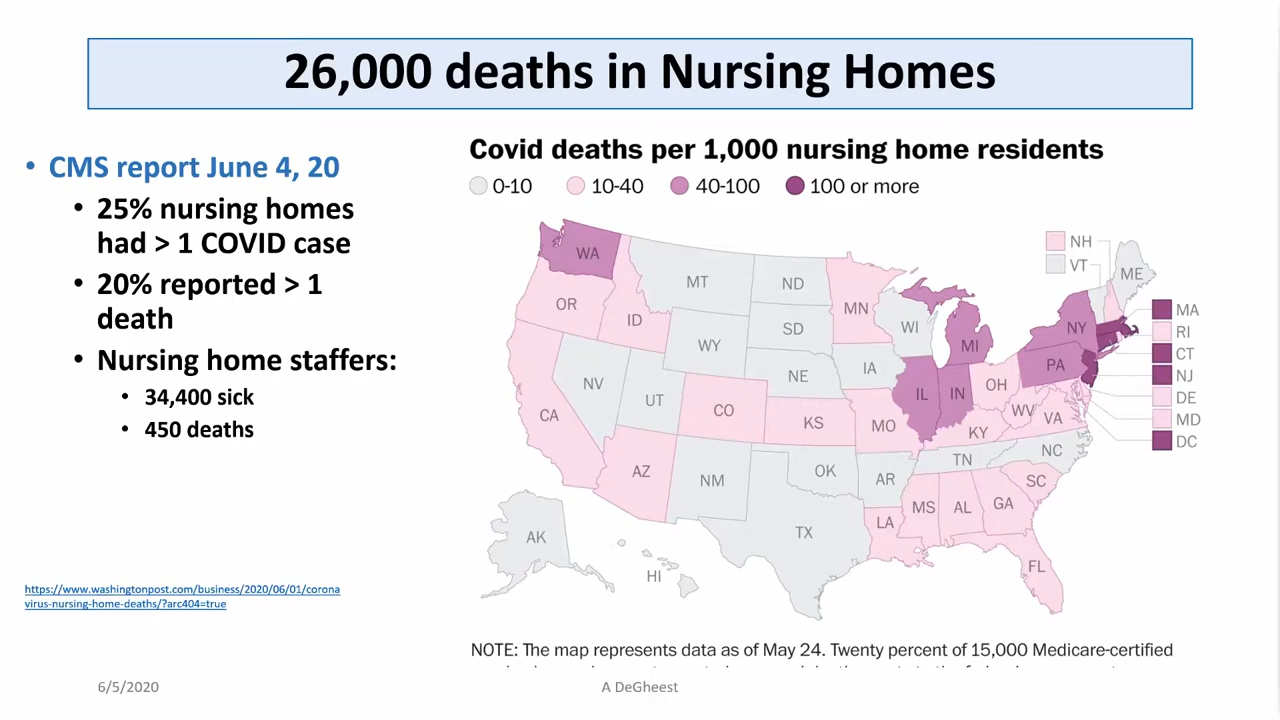 26,000 deaths in Nursing Homes
• CMS report June 4, 20
• 25% nursing homes
had > 1 COVID case
• 20% reported > 1
death
• Nursing home staffers:
• 34,400 sick
• 450 deaths
https://www.washingtonpost.com/business/2020/06/01/corona
virus-nursing-home-deaths/?arc404=true
Covid deaths per 1,000 nursing home residents
0-10 10-40 40-100 100 or more
WA
MT
ND
MN
OR
ID
SD
WI
MI
NY
NH
VT
ME
WY
IA
NE
PA
MA
RI
CT
NJ
DE
MD
DC
NV
UT
CO
IL
IN
OH
WV
VA
CA
KS
MO
KY
AZ
NM
OK
AR
TN
NC
SC
MS
AL
GA
TX
LA
FL
AK
HI
NOTE: The map represents data as of May 24. Twenty percent of 15,000 Medicare-certified
6/5/2020
A DeGheest